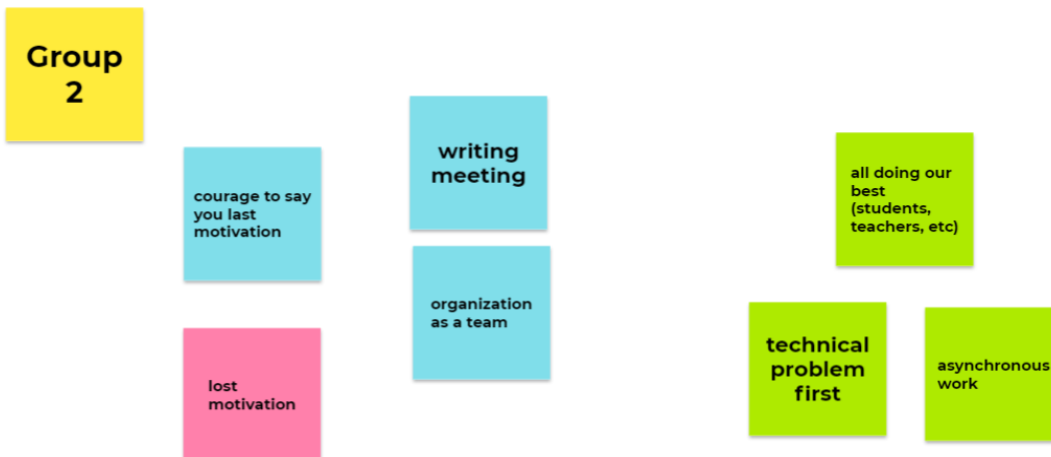 Group
2
courage to say
you last
motivation
writing
meeting
organization
as a team
lost
motivation
all doing our
best
(students,
teachers, etc)
technical
problem
first
asynchronous
work